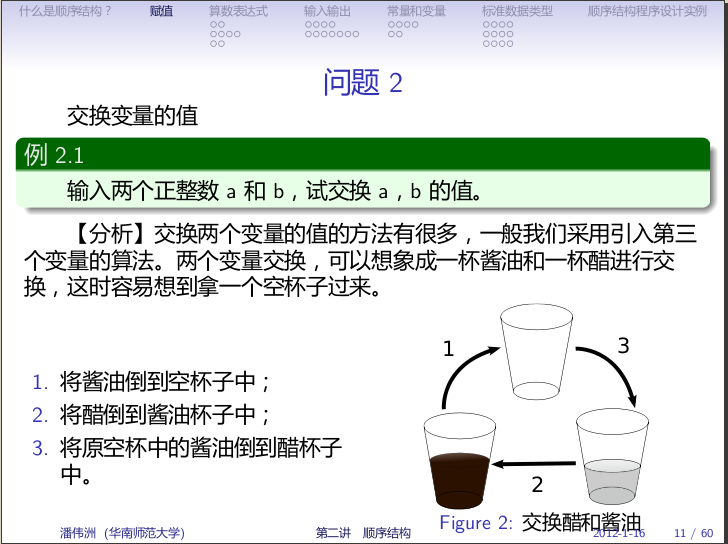 什么是顺序结构？ 赋值 算数表达式 输入输出 常量和变量 标准数据类型 顺序结构程序设计实例
问题 2
交换变量的值
例 2.1
输入两个正整数 a 和 b，试交换 a，b 的值。
【分析】交换两个变量的值的方法有很多，一般我们采用引入第三
个变量的算法。两个变量交换，可以想象成一杯酱油和一杯醋进行交
换，这时容易想到拿一个空杯子过来。
1. 将酱油倒到空杯子中；
2. 将醋倒到酱油杯子中；
3. 将原空杯中的酱油倒到醋杯子
中。
1
3
2
Figure 2: 交换醋和酱油
潘伟洲 (华南师范大学) 第二讲 顺序结构 2012-1-16 11 / 60